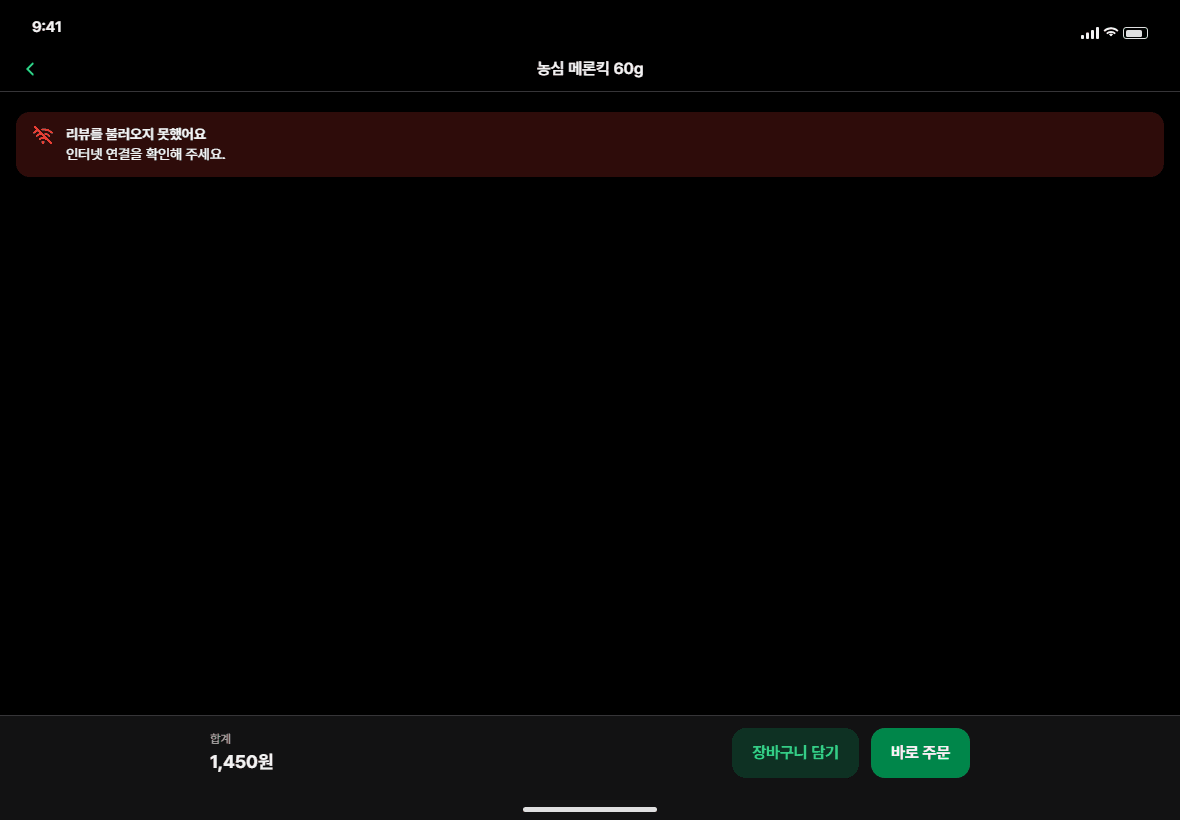 9:41
농심 메론킥 60g
리뷰를 불러오지 못했어요
인터넷 연결을 확인해 주세요.
합계
1,450원
장바구니 담기
바로 주문